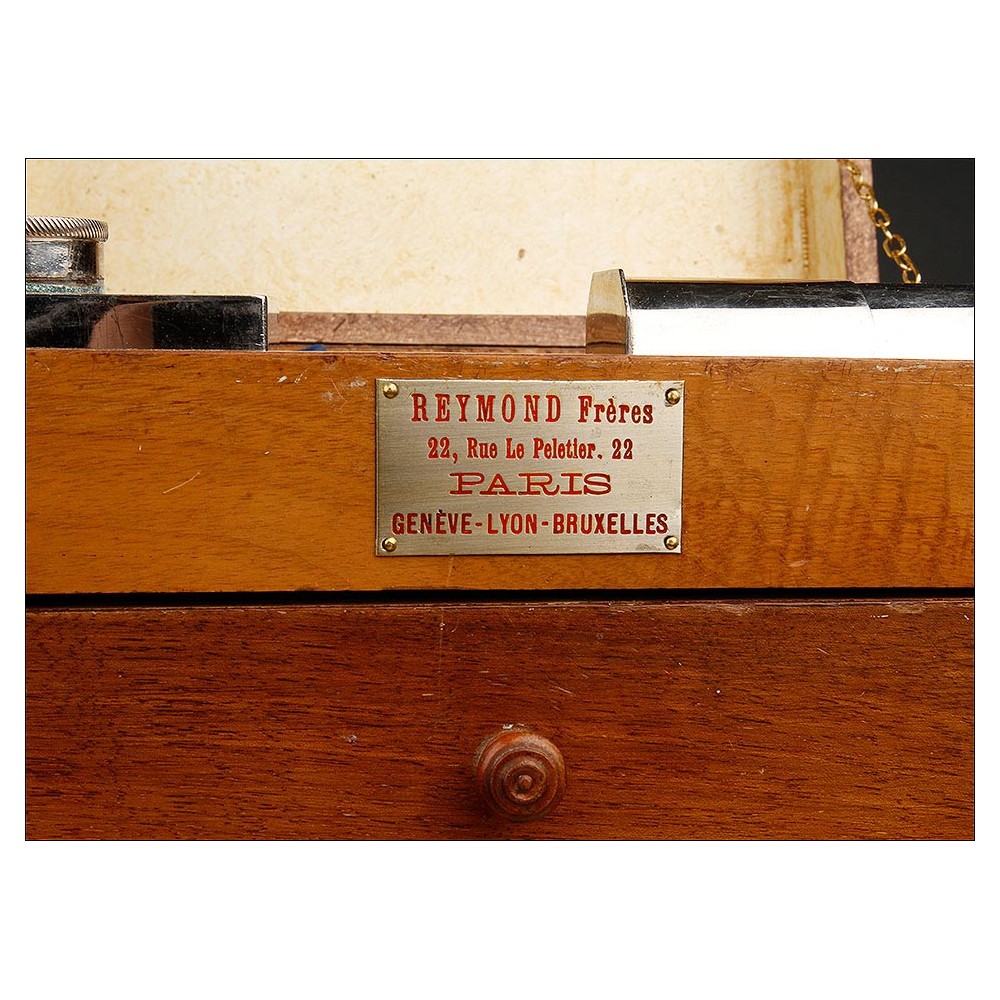 REYMOND Frères
22, Rue Le Peletier. 22
PARIS
GENÈVE-LYON-BRUXELLES